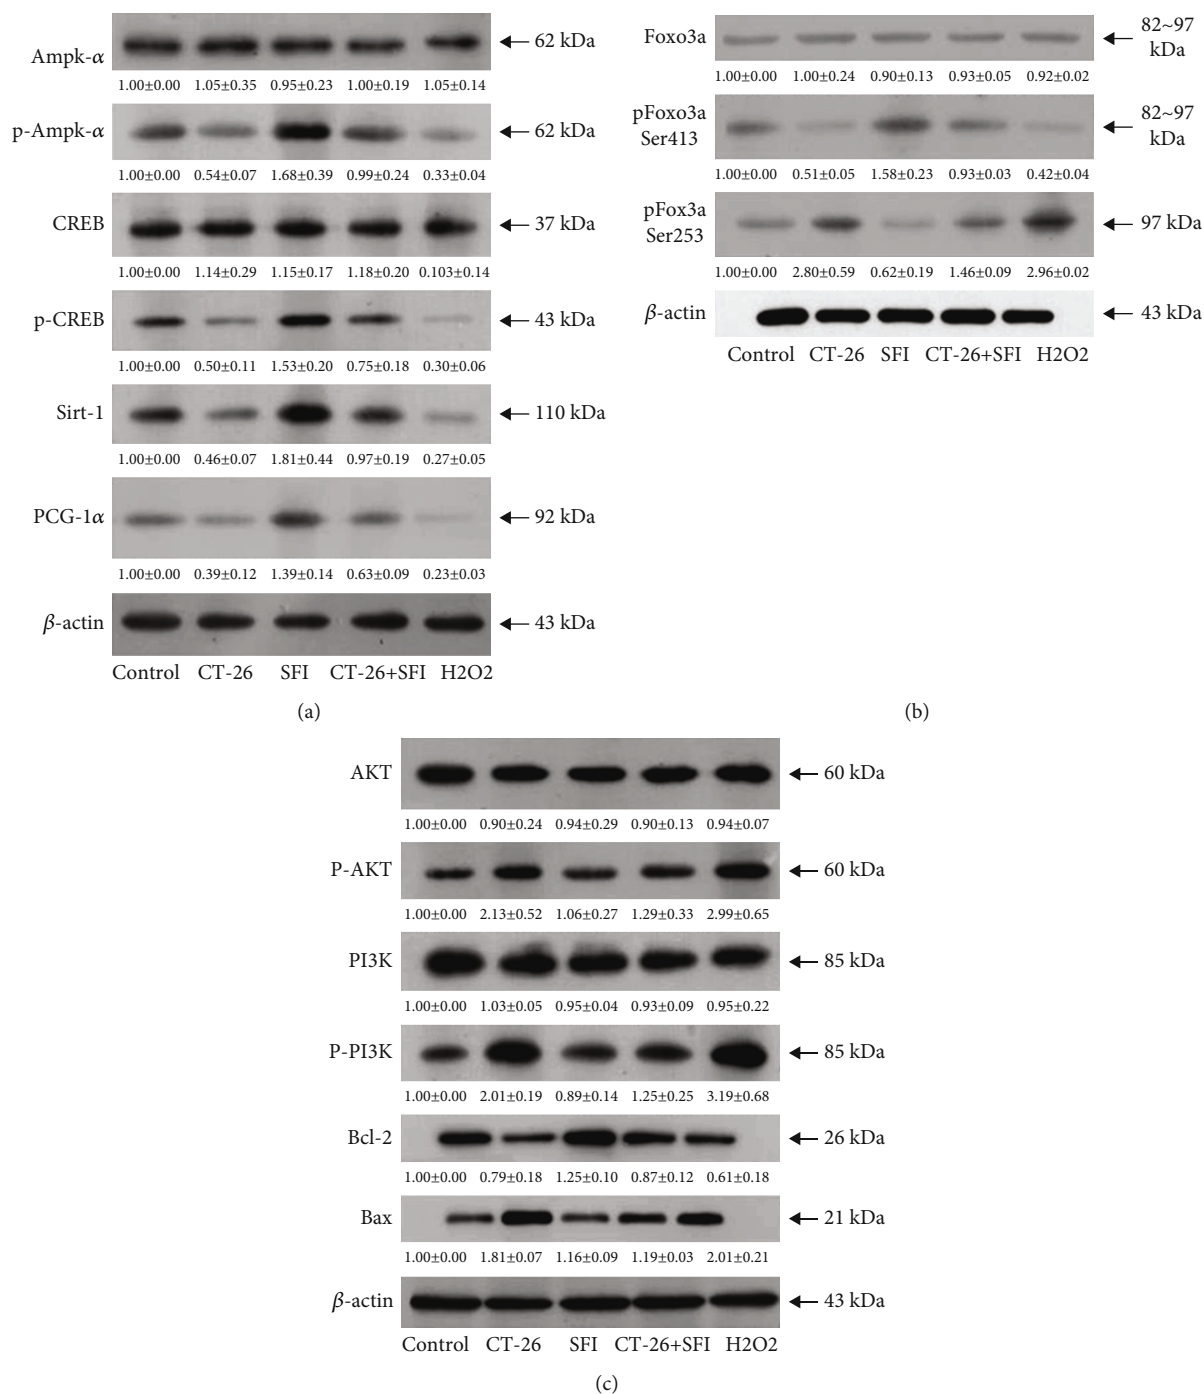 Ampk-α
← 62 kDa
1.00±0.00 1.05±0.35 0.95±0.23 1.00±0.19 1.05±0.14
p-Ampk-α
← 62 kDa
1.00±0.00 0.54±0.07 1.68±0.39 0.99±0.24 0.33±0.04
CREB
← 37 kDa
1.00±0.00 1.14±0.29 1.15±0.17 1.18±0.20 0.103±0.14
p-CREB
← 43 kDa
1.00±0.00 0.50±0.11 1.53±0.20 0.75±0.18 0.30±0.06
Sirt-1
← 110 kDa
1.00±0.00 0.46±0.07 1.81±0.44 0.97±0.19 0.27±0.05
PCG-1α
← 92 kDa
1.00±0.00 0.39±0.12 1.39±0.14 0.63±0.09 0.23±0.03
β-actin
← 43 kDa
Control CT-26 SFI CT-26+SFI H2O2
(a)
Foxo3a
← 82~97
kDa
1.00±0.00 1.00±0.24 0.90±0.13 0.93±0.05 0.92±0.02
pFoxo3a
Ser413
← 82~97
kDa
1.00±0.00 0.51±0.05 1.58±0.23 0.93±0.03 0.42±0.04
pFox3a
Ser253
← 97 kDa
1.00±0.00 2.80±0.59 0.62±0.19 1.46±0.09 2.96±0.02
β-actin
← 43 kDa
Control CT-26 SFI CT-26+SFI H2O2
(b)
AKT
← 60 kDa
1.00±0.00 0.90±0.24 0.94±0.29 0.90±0.13 0.94±0.07
P-AKT
← 60 kDa
1.00±0.00 2.13±0.52 1.06±0.27 1.29±0.33 2.99±0.65
PI3K
← 85 kDa
1.00±0.00 1.03±0.05 0.95±0.04 0.93±0.09 0.95±0.22
P-PI3K
← 85 kDa
1.00±0.00 2.01±0.19 0.89±0.14 1.25±0.25 3.19±0.68
Bcl-2
← 26 kDa
1.00±0.00 0.79±0.18 1.25±0.10 0.87±0.12 0.61±0.18
Bax
← 21 kDa
1.00±0.00 1.81±0.07 1.16±0.09 1.19±0.03 2.01±0.21
β-actin
← 43 kDa
Control CT-26 SFI CT-26+SFI H2O2
(c)